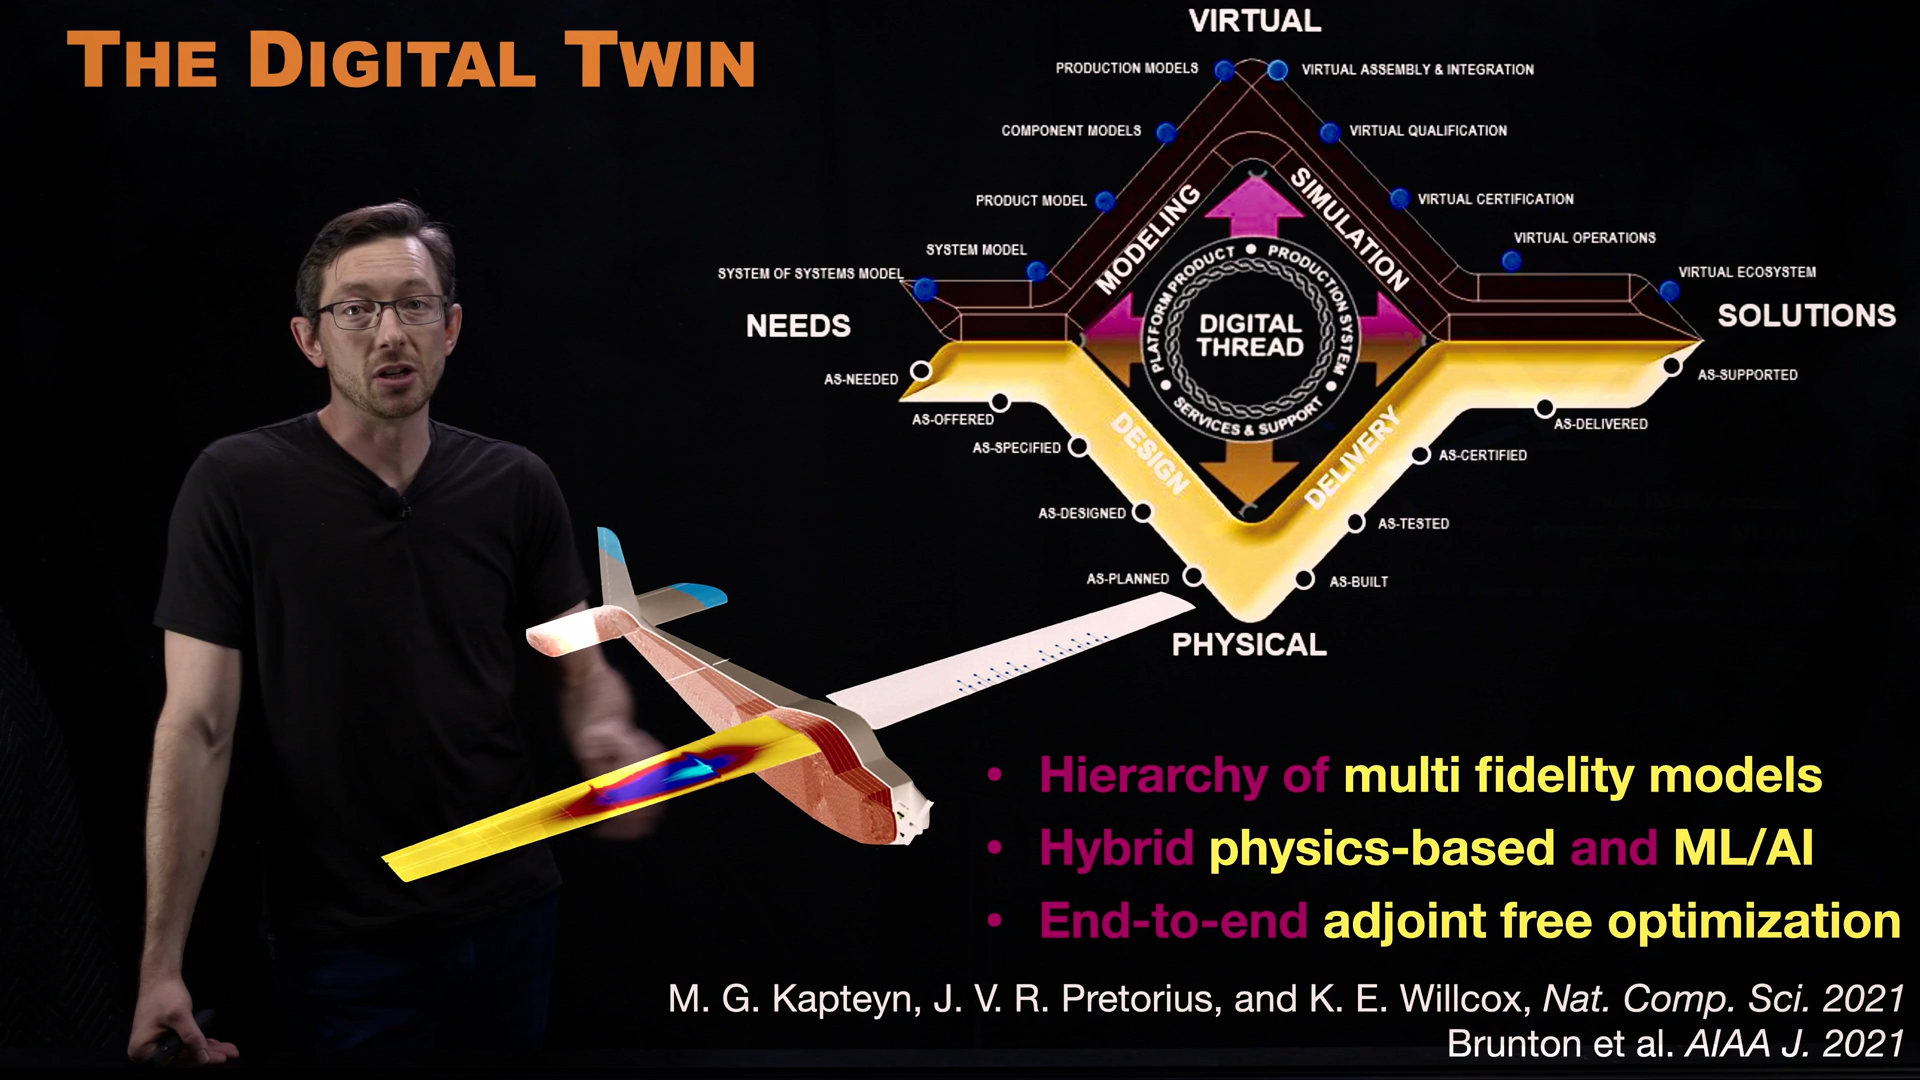 THE DIGITAL TWIN
VIRTUAL
PRODUCTION MODELS
VIRTUAL ASSEMBLY & INTEGRATION
COMPONENT MODELS
VIRTUAL QUALIFICATION
PRODUCT MODEL
VIRTUAL CERTIFICATION
SYSTEM MODEL
VIRTUAL OPERATIONS
SYSTEM OF SYSTEMS MODEL
VIRTUAL ECOSYSTEM
MODELING
SIMULATION
NEEDS
SOLUTIONS
PLATFORM PRODUCT • PRODUCTION SYSTEM • SERVICES & SUPPORT •
DIGITAL
THREAD
AS-NEEDED
AS-SUPPORTED
AS-OFFERED
AS-DELIVERED
AS-SPECIFIED
AS-CERTIFIED
DESIGN
DELIVERY
AS-DESIGNED
AS-TESTED
AS-PLANNED
AS-BUILT
PHYSICAL
• Hierarchy of multi fidelity models
• Hybrid physics-based and ML/AI
• End-to-end adjoint free optimization
M. G. Kapteyn, J. V. R. Pretorius, and K. E. Willcox, Nat. Comp. Sci. 2021
Brunton et al. AIAA J. 2021